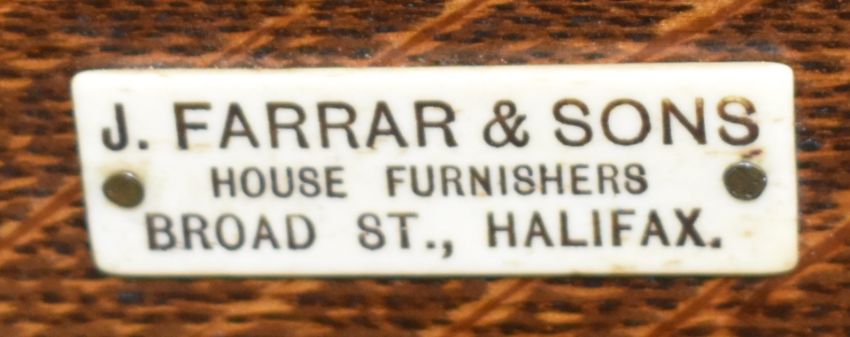 J. FARRAR & SONS
HOUSE FURNISHERS
BROAD ST., HALIFAX.